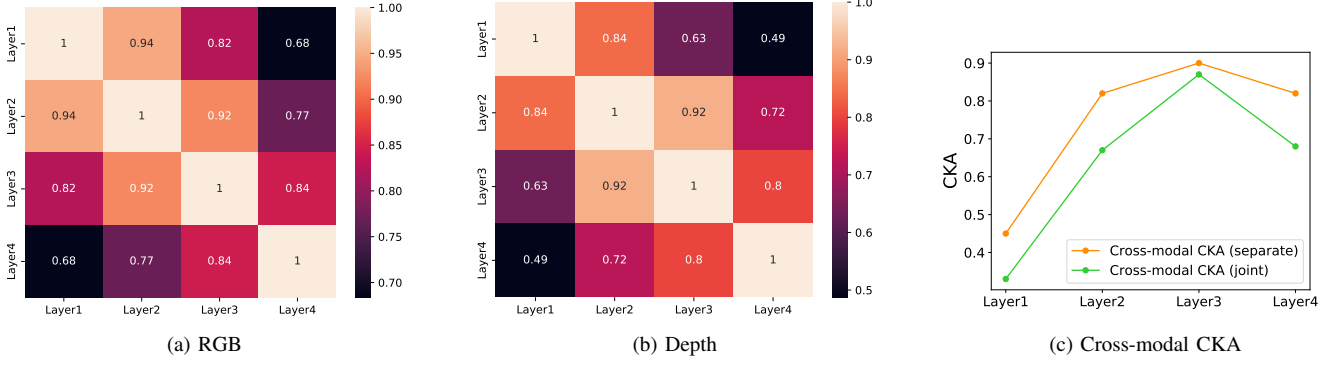 Layer1 1 0.94 0.82 0.68
Layer2 0.94 1 0.92 0.77
Layer3 0.82 0.92 1 0.84
Layer4 0.68 0.77 0.84 1
Layer1 Layer2 Layer3 Layer4
1.00
0.95
0.90
0.85
0.80
0.75
0.70
(a) RGB
Layer1 1 0.84 0.63 0.49
Layer2 0.84 1 0.92 0.72
Layer3 0.63 0.92 1 0.8
Layer4 0.49 0.72 0.8 1
Layer1 Layer2 Layer3 Layer4
1.0
0.9
0.8
0.7
0.6
0.5
(b) Depth
CKA
0.9
0.8
0.7
0.6
0.5
0.4
Cross-modal CKA (separate)
Cross-modal CKA (joint)
Layer1 Layer2 Layer3 Layer4
(c) Cross-modal CKA